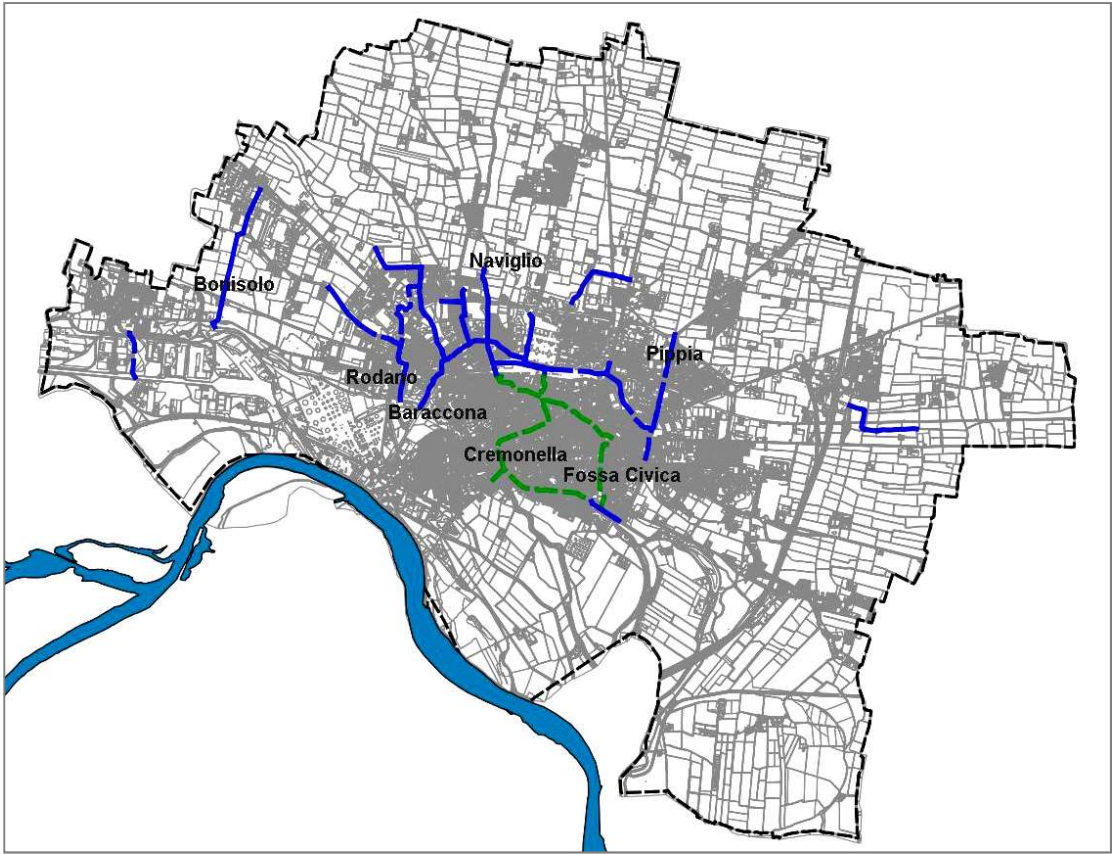 Naviglio
Bonisolo
Pippia
Rodano
Baraccona
Cremonella
Fossa Civica